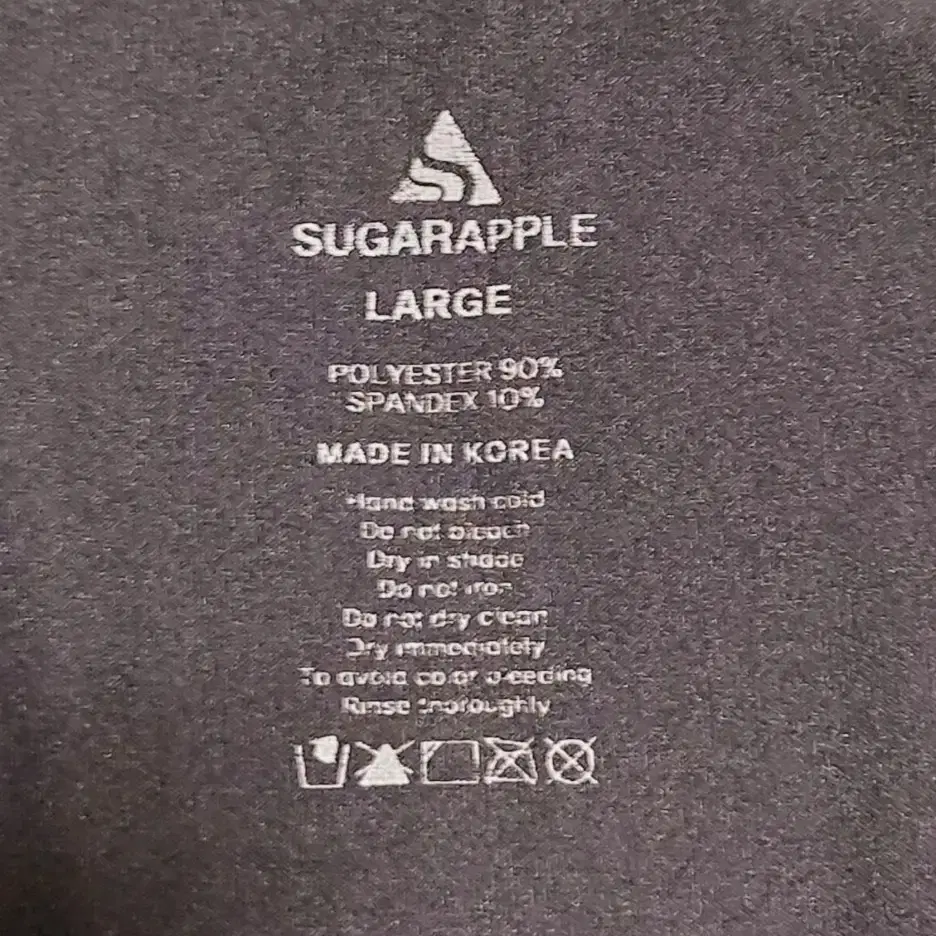 SUGARAPPLE
LARGE
POLYESTER 90%
SPANDEX 10%
MADE IN KOREA
Hand wash cold
Do not bleach
Dry in shade
Do not iron
Do not dry clean
Dry immediately
To avoid color bleeding
Rinse thoroughly